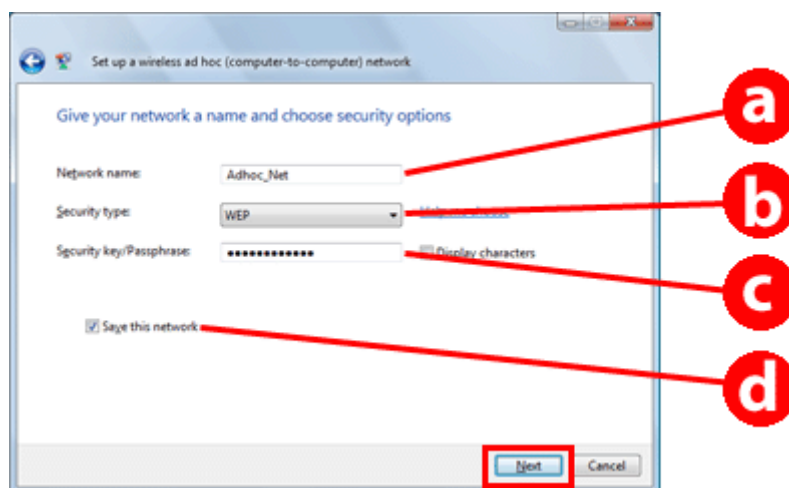 Set up a wireless ad hoc (computer-to-computer) network
Give your network a name and choose security options
a
Network name: Adhoc_Net
Security type: WEP
b
Security key/Passphrase: •••••••••••• Display characters
c
Save this network
d
Next Cancel